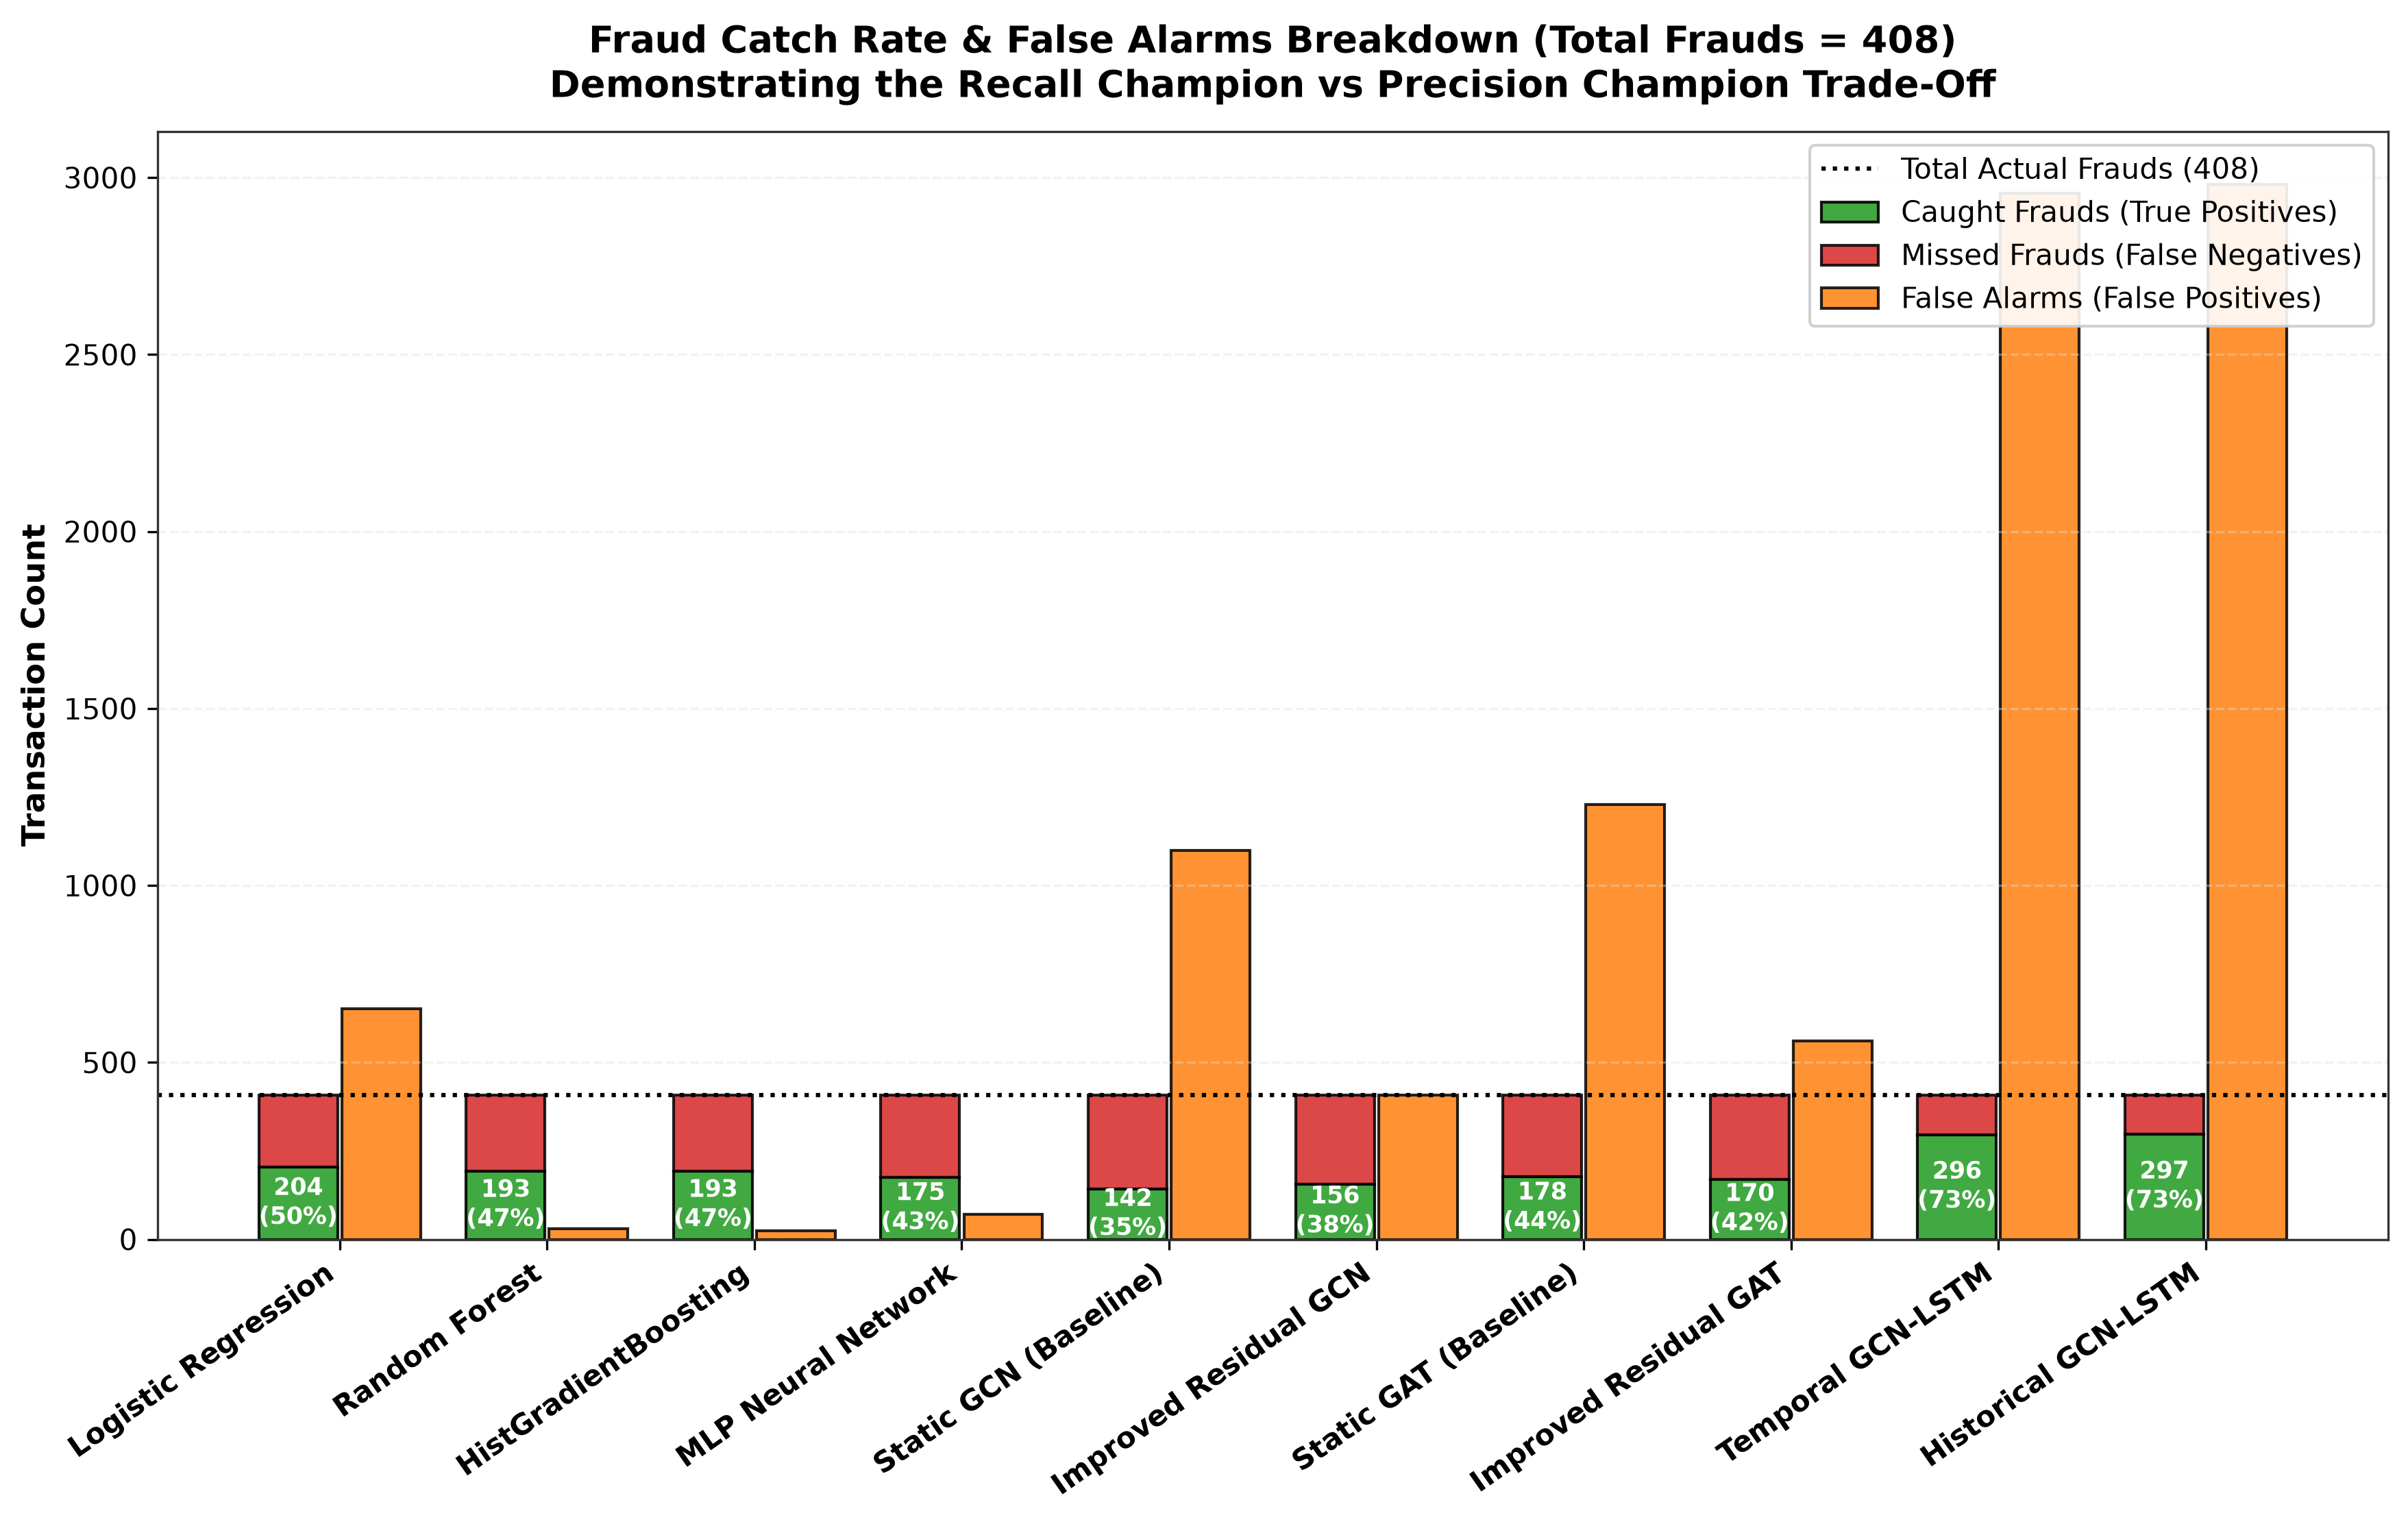 Fraud Catch Rate & False Alarms Breakdown (Total Frauds = 408)
Demonstrating the Recall Champion vs Precision Champion Trade-Off
Total Actual Frauds (408)
Caught Frauds (True Positives)
Missed Frauds (False Negatives)
False Alarms (False Positives)
Transaction Count
3000
2500
2000
1500
1000
500
0
204
(50%)
193
(47%)
193
(47%)
175
(43%)
142
(35%)
156
(38%)
178
(44%)
170
(42%)
296
(73%)
297
(73%)
Logistic Regression
Random Forest
HistGradientBoosting
MLP Neural Network
Static GCN (Baseline)
Improved Residual GCN
Static GAT (Baseline)
Improved Residual GAT
Temporal GCN-LSTM
Historical GCN-LSTM